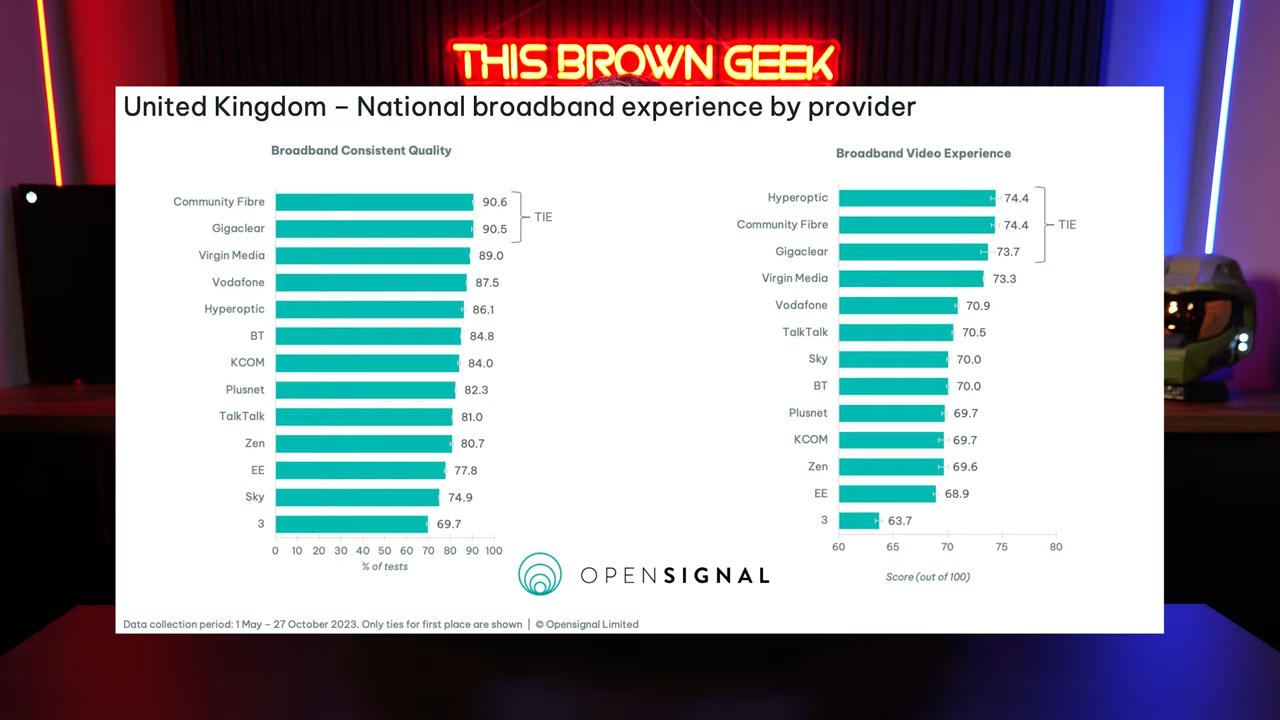 THIS BROWN GEEK
United Kingdom – National broadband experience by provider
Broadband Consistent Quality
Community Fibre 90.6
Gigaclear 90.5
TIE
Virgin Media 89.0
Vodafone 87.5
Hyperoptic 86.1
BT 84.8
KCOM 84.0
Plusnet 82.3
TalkTalk 81.0
Zen 80.7
EE 77.8
Sky 74.9
3 69.7
0 10 20 30 40 50 60 70 80 90 100
% of tests
Broadband Video Experience
Hyperoptic 74.4
Community Fibre 74.4
TIE
Gigaclear 73.7
Virgin Media 73.3
Vodafone 70.9
TalkTalk 70.5
Sky 70.0
BT 70.0
Plusnet 69.7
KCOM 69.7
Zen 69.6
EE 68.9
3 63.7
60 65 70 75 80
Score (out of 100)
OPENSIGNAL
Data collection period: 1 May – 27 October 2023. Only ties for first place are shown | © Opensignal Limited